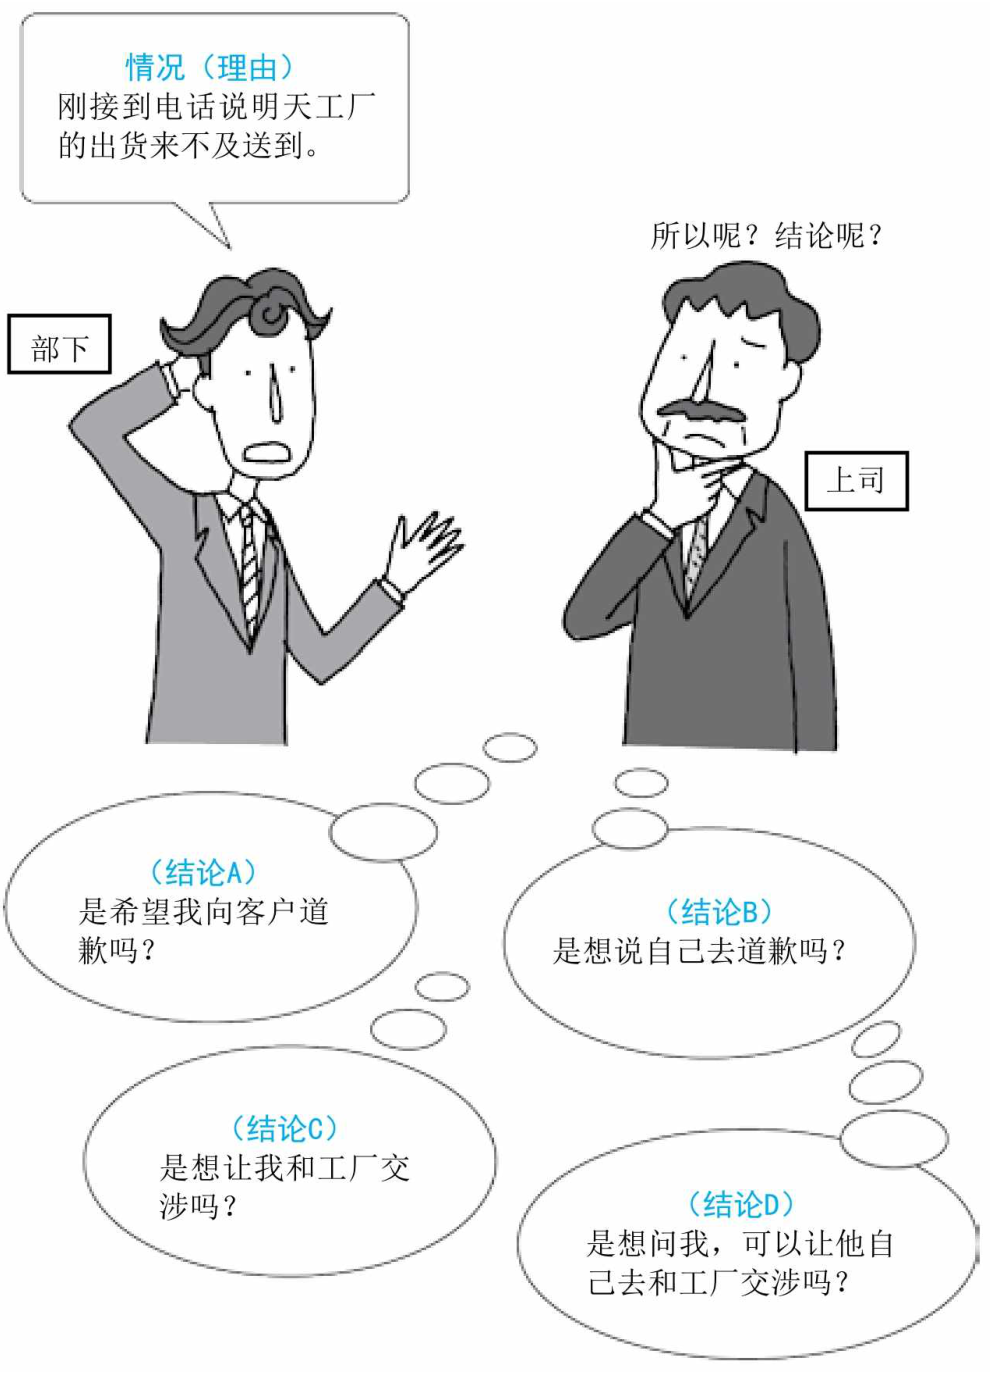 情况（理由）
刚接到电话说明天工厂
的出货来不及送到。
所以呢？结论呢？
部下
上司
（结论A）
是希望我向客户道
歉吗？
（结论B）
是想说自己去道歉吗？
（结论C）
是想让我和工厂交
涉吗？
（结论D）
是想问我，可以让他自
己去和工厂交涉吗？